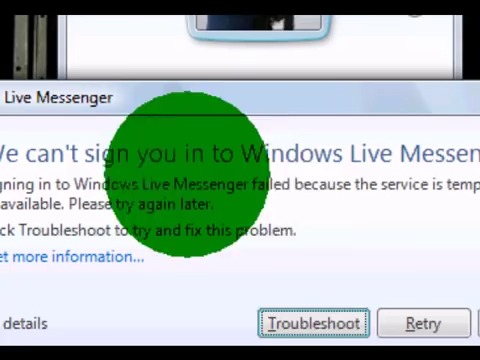 Live Messenger
e can't sign you in to Windows Live Messen
gning in to Windows Live Messenger failed because the service is temp
available. Please try again later.
ck Troubleshoot to try and fix this problem.
et more information...
details
Troubleshoot
Retry